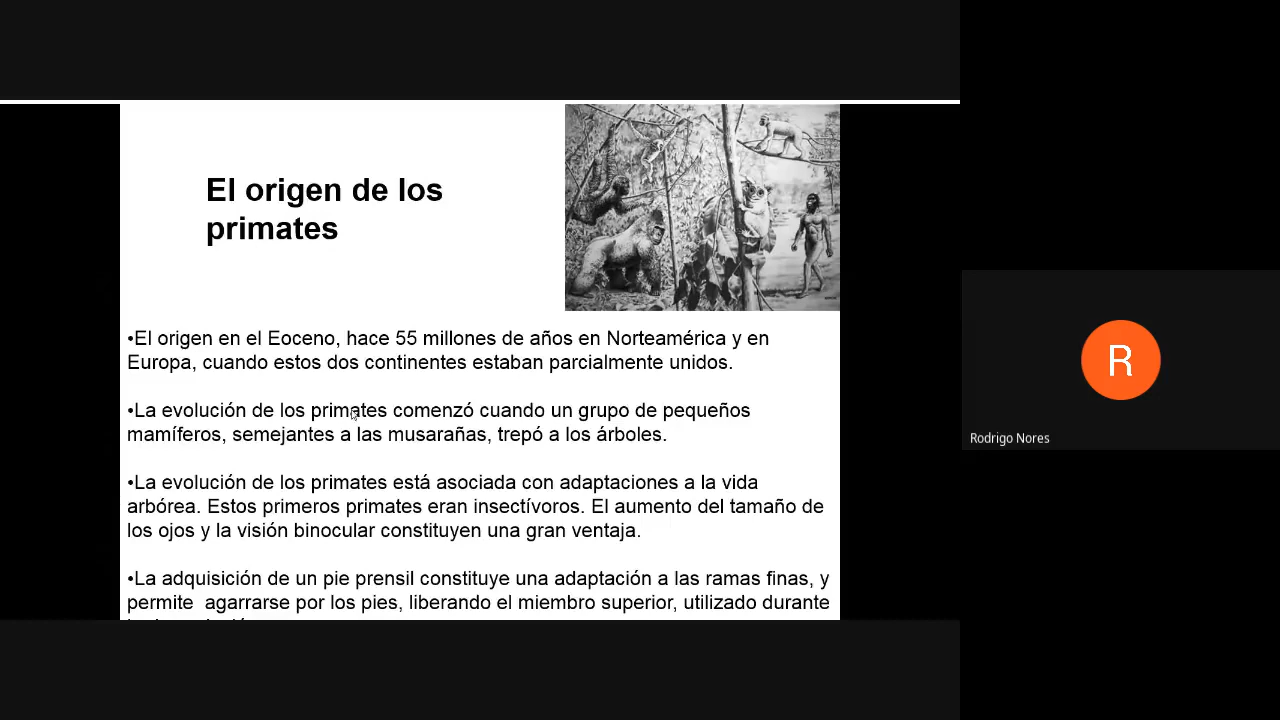 El origen de los
primates
•El origen en el Eoceno, hace 55 millones de años en Norteamérica y en
Europa, cuando estos dos continentes estaban parcialmente unidos.
•La evolución de los primates comenzó cuando un grupo de pequeños
mamíferos, semejantes a las musarañas, trepó a los árboles.
•La evolución de los primates está asociada con adaptaciones a la vida
arbórea. Estos primeros primates eran insectívoros. El aumento del tamaño de
los ojos y la visión binocular constituyen una gran ventaja.
•La adquisición de un pie prensil constituye una adaptación a las ramas finas, y
permite  agarrarse por los pies, liberando el miembro superior, utilizado durante
R
Rodrigo Nores